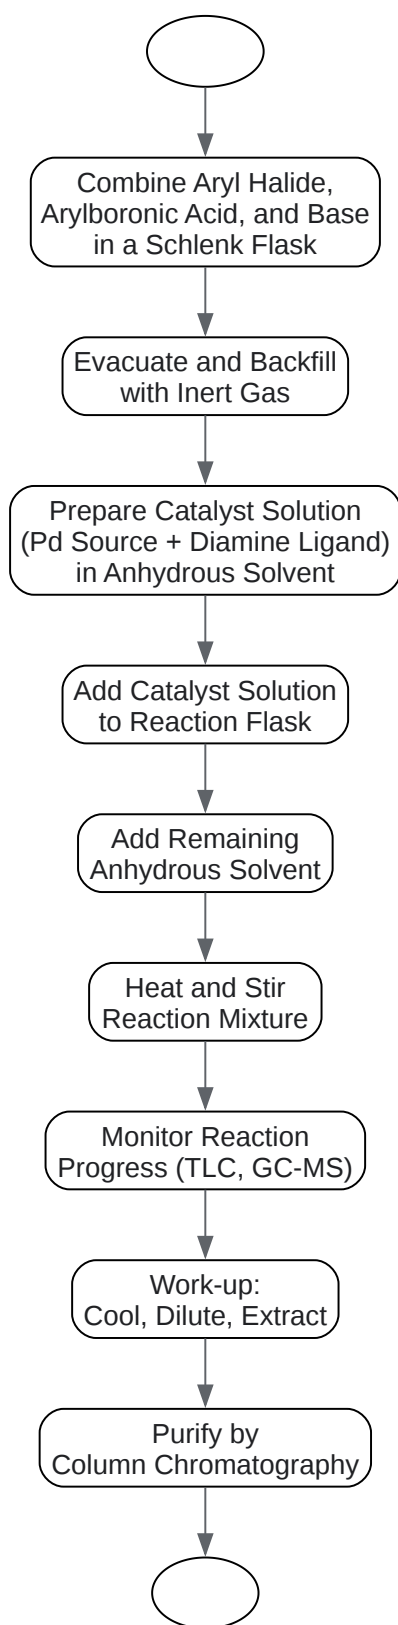 Combine Aryl Halide,
Arylboronic Acid, and Base
in a Schlenk Flask
Evacuate and Backfill
with Inert Gas
Prepare Catalyst Solution
(Pd Source + Diamine Ligand)
in Anhydrous Solvent
Add Catalyst Solution
to Reaction Flask
Add Remaining
Anhydrous Solvent
Heat and Stir
Reaction Mixture
Monitor Reaction
Progress (TLC, GC-MS)
Work-up:
Cool, Dilute, Extract
Purify by
Column Chromatography